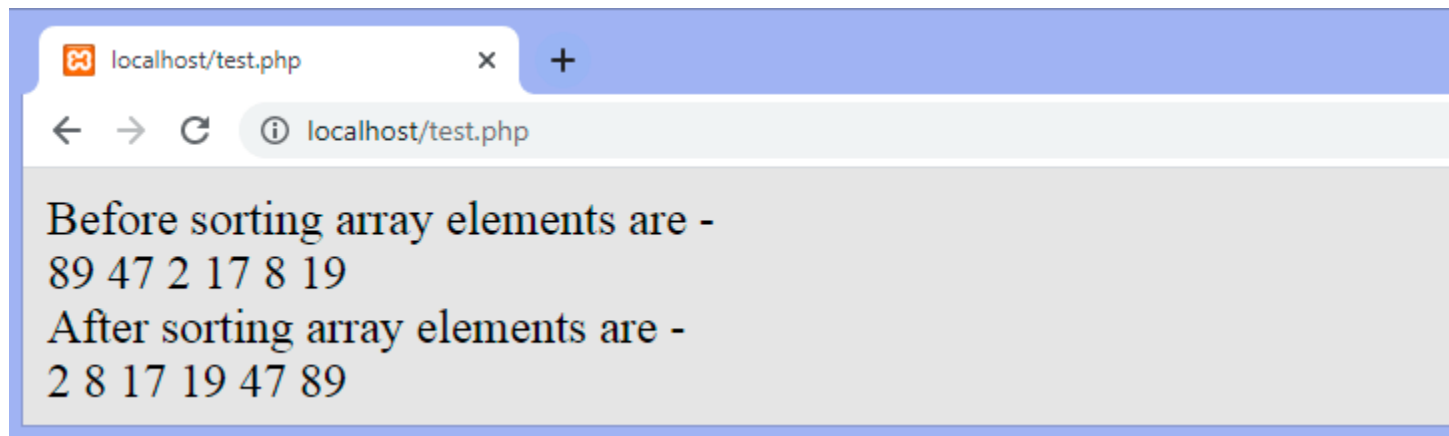 localhost/test.php
localhost/test.php
Before sorting array elements are -
89 47 2 17 8 19
After sorting array elements are -
2 8 17 19 47 89